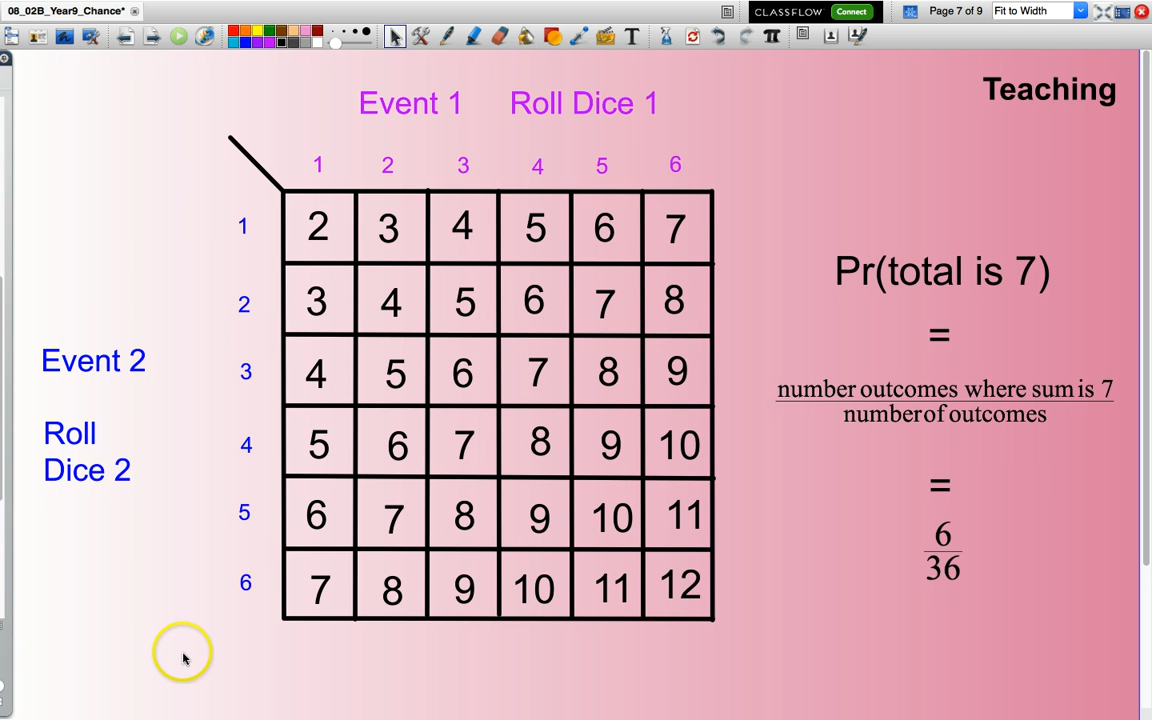 08_02B_Year9_Chance*
CLASSFLOW Connect
Page 7 of 9
Fit to Width
T
π
Teaching
Event 1 Roll Dice 1
1 2 3 4 5 6
1 2 3 4 5 6 7
2 3 4 5 6 7 8
3 4 5 6 7 8 9
4 5 6 7 8 9 10
5 6 7 8 9 10 11
6 7 8 9 10 11 12
Event 2
Roll
Dice 2
Pr(total is 7)
=
number outcomes where sum is 7
number of outcomes
=
6
36